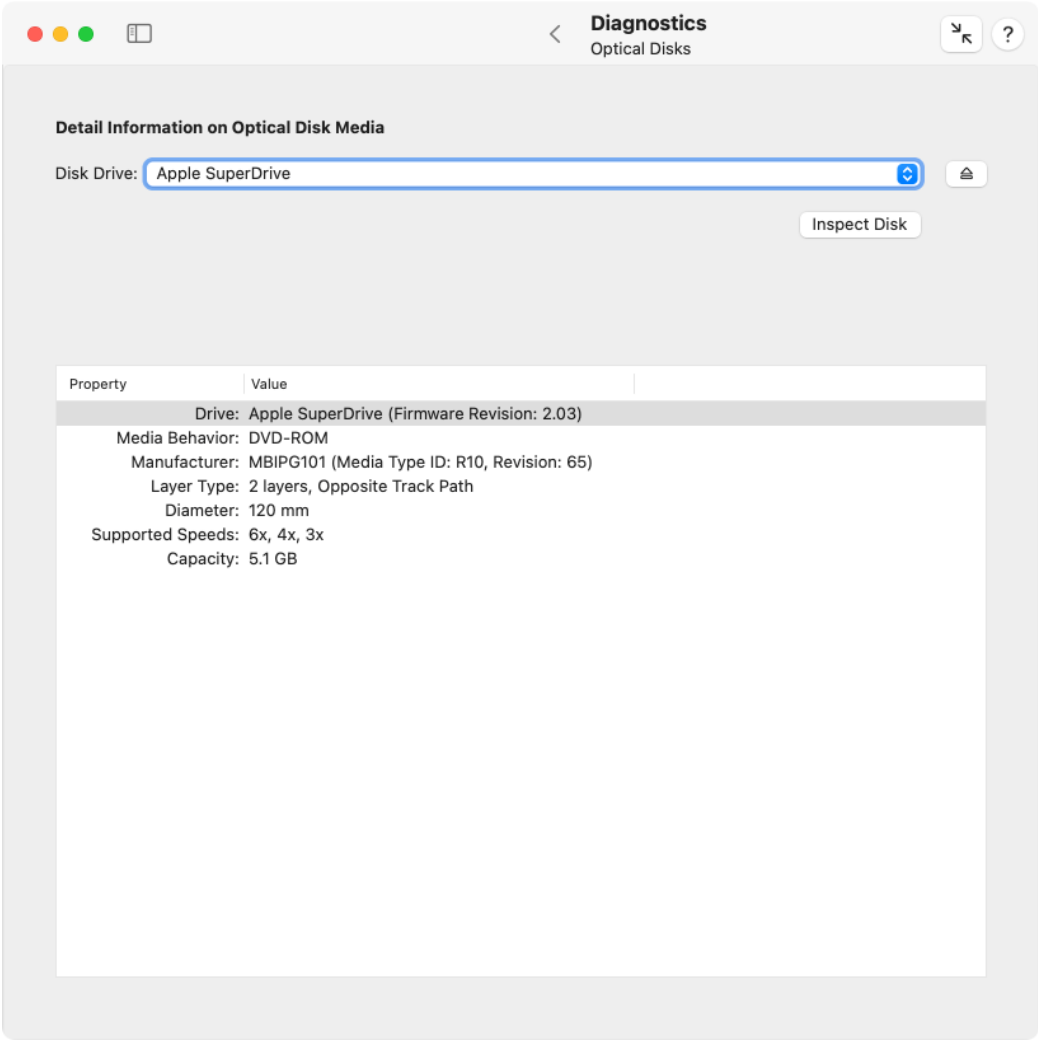 Diagnostics
Optical Disks
?
Detail Information on Optical Disk Media
Disk Drive: Apple SuperDrive
Inspect Disk
Property Value
Drive: Apple SuperDrive (Firmware Revision: 2.03)
Media Behavior: DVD-ROM
Manufacturer: MBIPG101 (Media Type ID: R10, Revision: 65)
Layer Type: 2 layers, Opposite Track Path
Diameter: 120 mm
Supported Speeds: 6x, 4x, 3x
Capacity: 5.1 GB